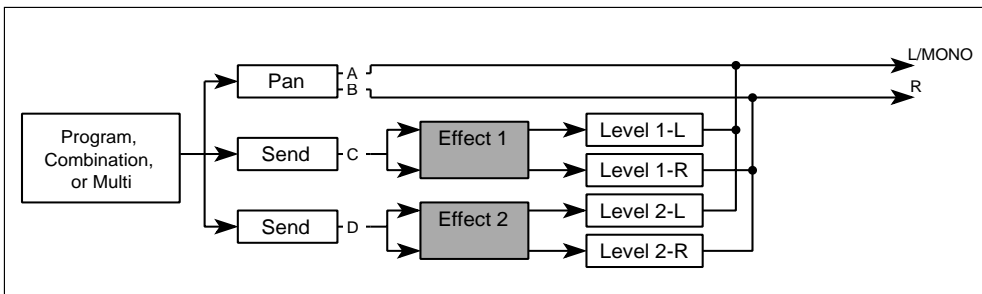 L/MONO
Pan
A
B
R
Program,
Combination,
or Multi
Send
C
Effect 1
Level 1-L
Level 1-R
Send
D
Effect 2
Level 2-L
Level 2-R